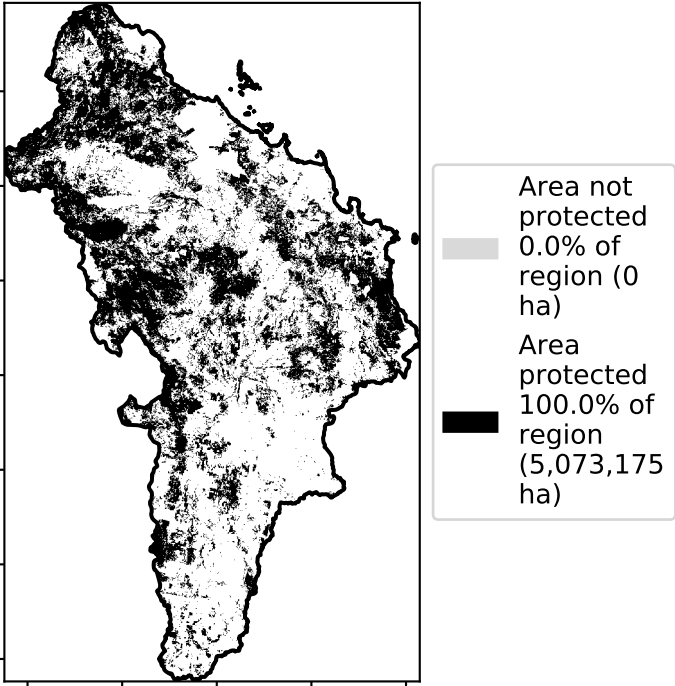 Area not
protected
0.0% of
region (0
ha)
Area
protected
100.0% of
region
(5,073,175
ha)